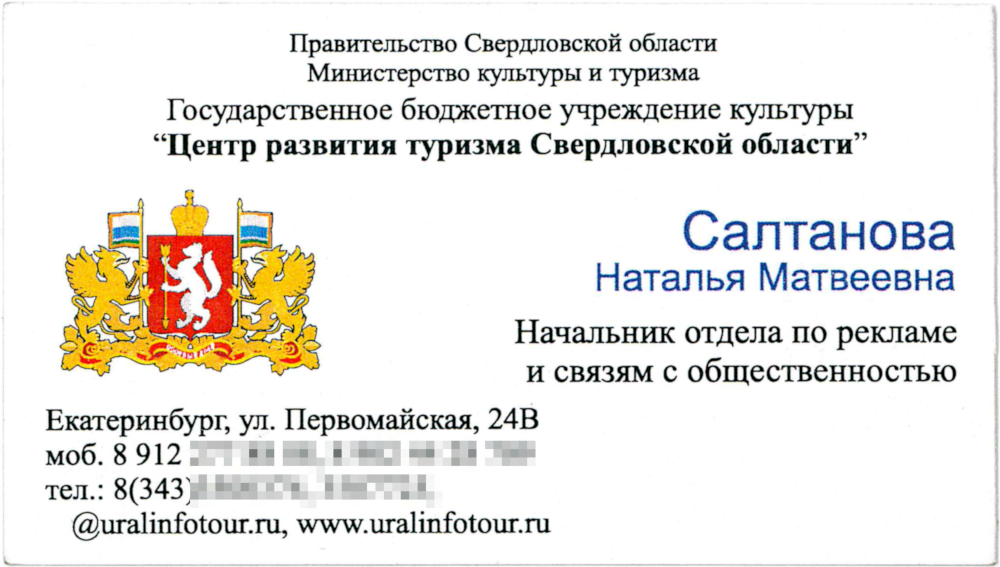 Правительство Свердловской области
Министерство культуры и туризма
Государственное бюджетное учреждение культуры
“Центр развития туризма Свердловской области”
Салтанова
Наталья Матвеевна
Начальник отдела по рекламе
и связям с общественностью
Екатеринбург, ул. Первомайская, 24В
моб. 8 912
тел.: 8(343)
@uralinfotour.ru, www.uralinfotour.ru